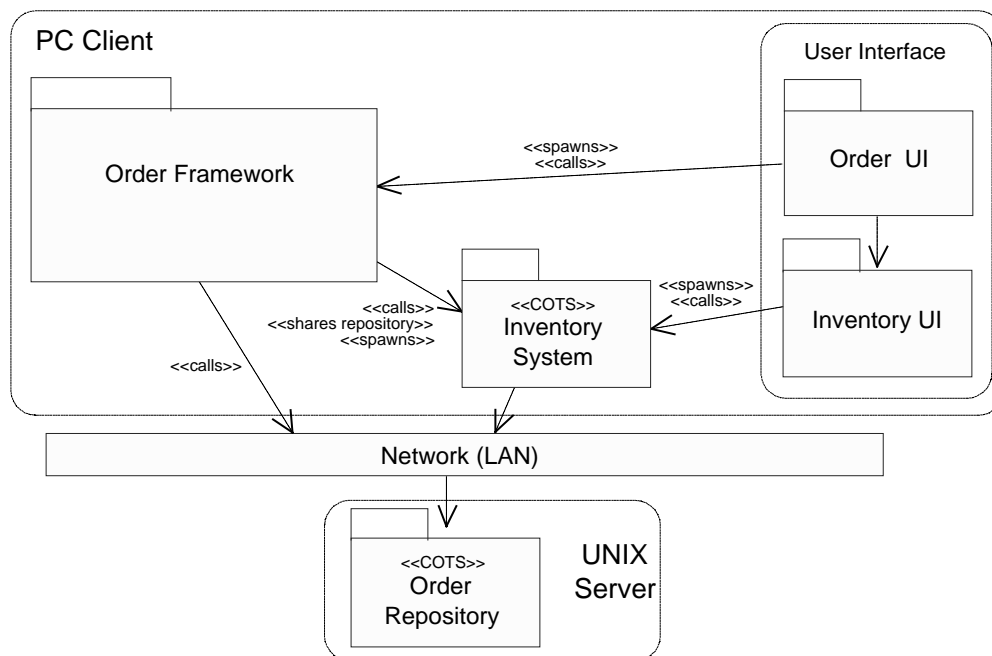 PC Client
User Interface
Order Framework
<<spawns>>
<<calls>>
Order UI
<<calls>>
<<shares repository>>
<<spawns>>
<<COTS>>
Inventory
System
<<spawns>>
<<calls>>
Inventory UI
<<calls>>
Network (LAN)
<<COTS>>
Order
Repository
UNIX
Server